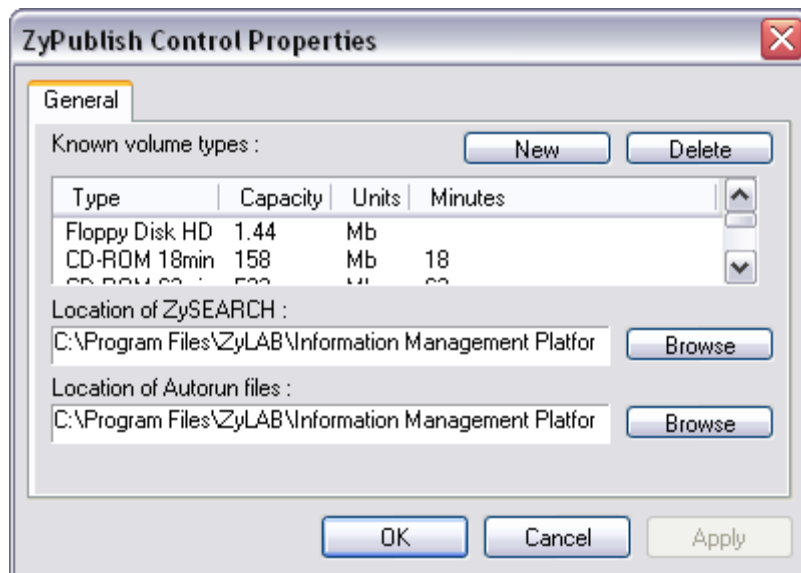 ZyPublish Control Properties
General
Known volume types :
New
Delete
Type Capacity Units Minutes
Floppy Disk HD 1.44 Mb
CD-ROM 18min 158 Mb 18
Location of ZySEARCH :
C:\Program Files\ZyLAB\Information Management Platfor
Browse
Location of Autorun files :
C:\Program Files\ZyLAB\Information Management Platfor
Browse
OK
Cancel
Apply